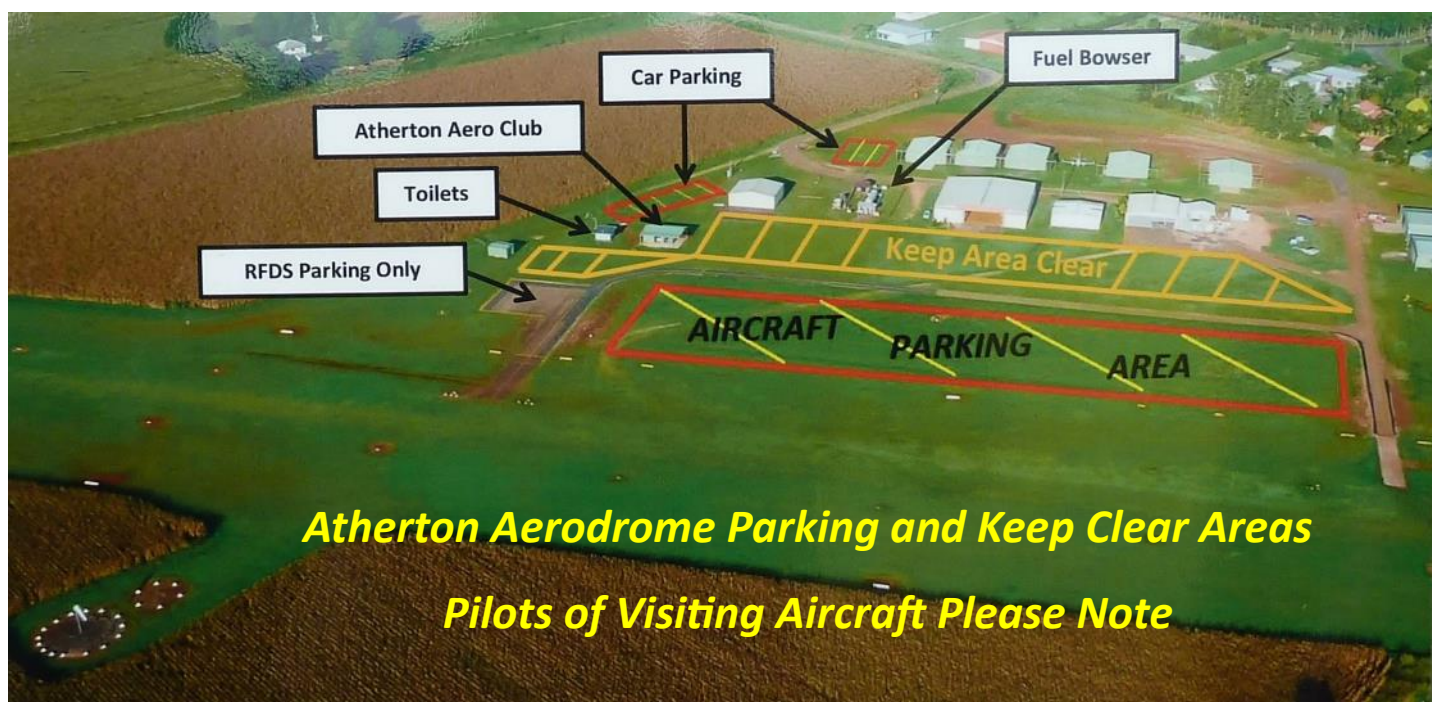 Fuel Bowser
Car Parking
Atherton Aero Club
Toilets
RFDS Parking Only
Keep Area Clear
AIRCRAFT PARKING AREA
Atherton Aerodrome Parking and Keep Clear Areas
Pilots of Visiting Aircraft Please Note